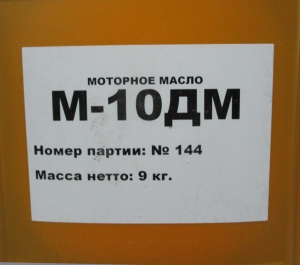 МОТОРНОЕ МАСЛО
М-10ДМ
Номер партии: № 144
Масса нетто: 9 кг.